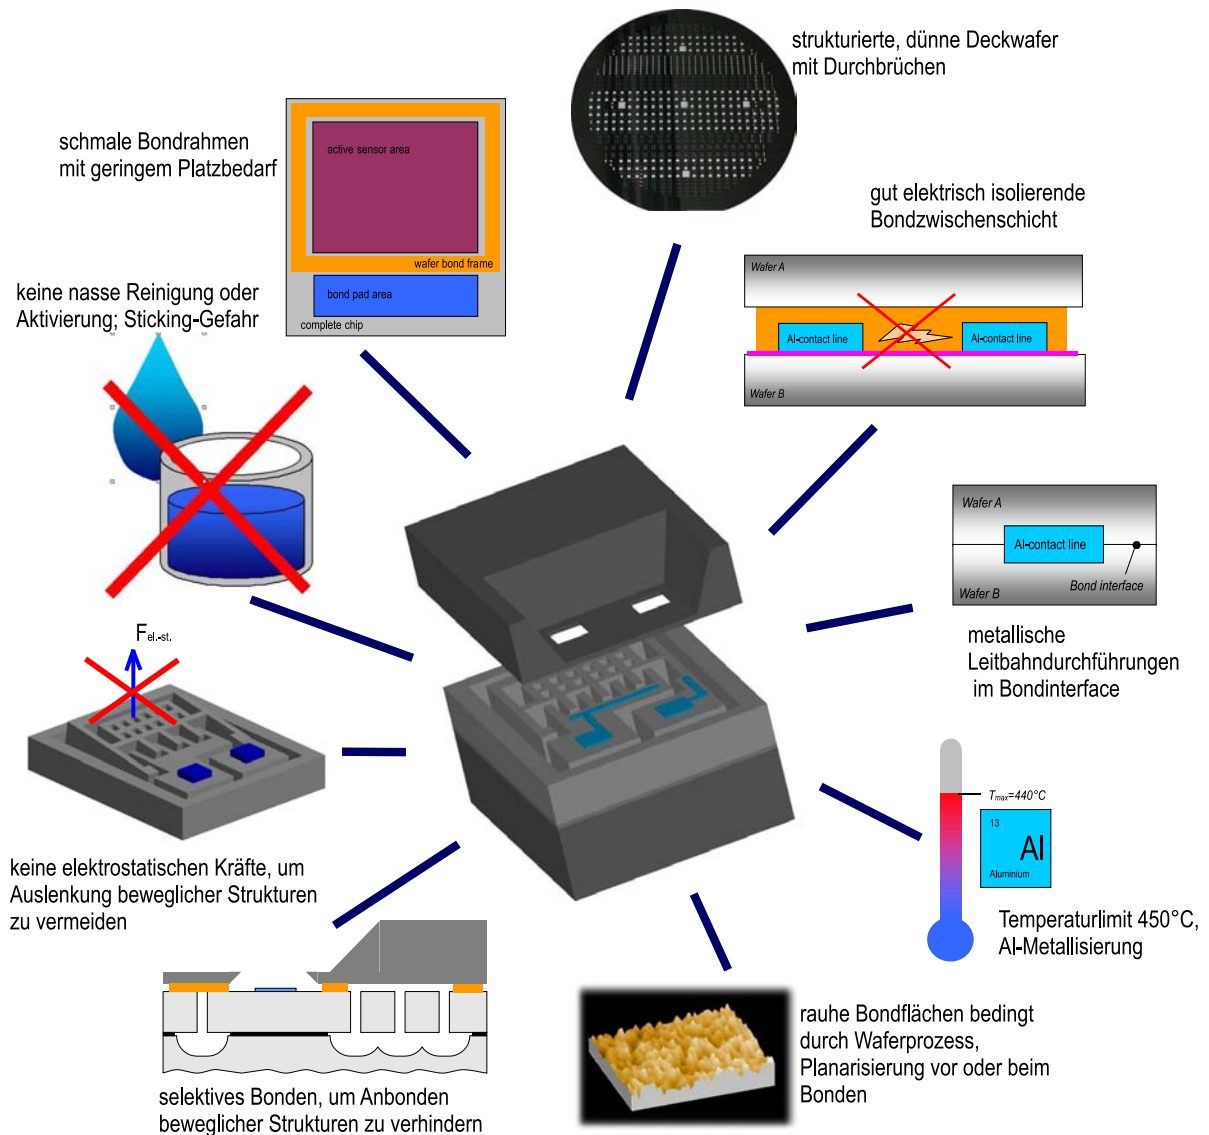 strukturierte, dünne Deckwafer
mit Durchbrüchen
schmale Bondrahmen
mit geringem Platzbedarf
active sensor area
wafer bond frame
bond pad area
complete chip
gut elektrisch isolierende
Bondzwischenschicht
Wafer A
Al-contact line
Al-contact line
Wafer B
keine nasse Reinigung oder
Aktivierung; Sticking-Gefahr
Wafer A
Al-contact line
Bond interface
Wafer B
metallische
Leitbahndurchführungen
im Bondinterface
Fel.-st.
keine elektrostatischen Kräfte, um
Auslenkung beweglicher Strukturen
zu vermeiden
Tmax=440°C
13
Al
Aluminium
Temperaturlimit 450°C,
Al-Metallisierung
selektives Bonden, um Anbonden
beweglicher Strukturen zu verhindern
rauhe Bondflächen bedingt
durch Waferprozess,
Planarisierung vor oder beim
Bonden